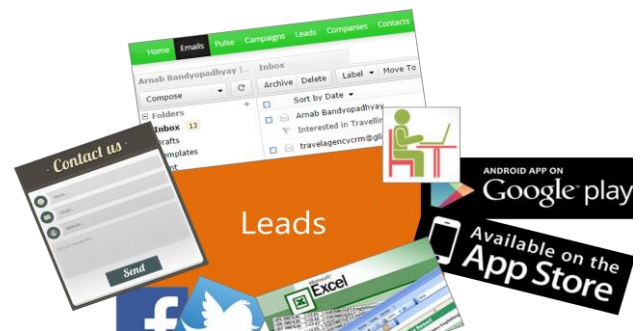 Home Emails Pulse Campaigns Leads Companies Contacts
Arnab Bandyopadhyay |...
Inbox
Compose
Archive Delete Label Move To
Folders
Sort by Date
Inbox 13
Arnab Bandyopadhyay
Interested in Travellin
travelagencycrm@gli
Contact us
Send
Leads
ANDROID APP ON
Google play
Available on the
App Store
Microsoft
Excel